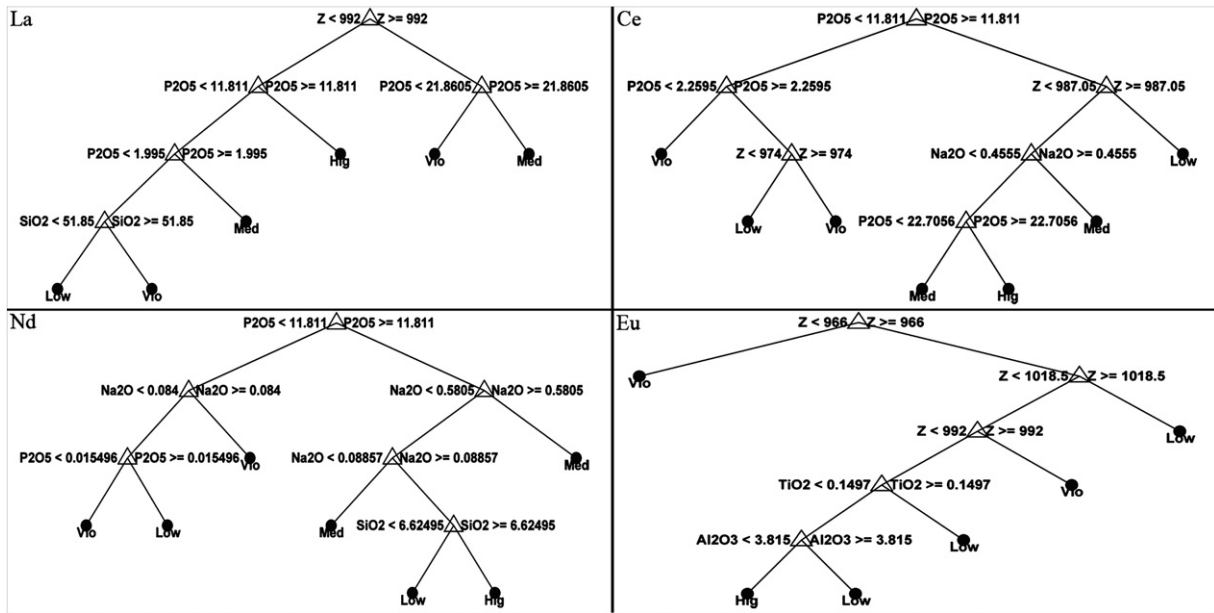 La
Z < 992 Z >= 992
P2O5 < 11.811 P2O5 >= 11.811 P2O5 < 21.8605 P2O5 >= 21.8605
P2O5 < 1.995 P2O5 >= 1.995 Hig Vlo Med
SiO2 < 51.85 SiO2 >= 51.85 Med
Low Vlo
Ce
P2O5 < 11.811 P2O5 >= 11.811
P2O5 < 2.2595 P2O5 >= 2.2595 Z < 987.05 Z >= 987.05
Vlo Z < 974 Z >= 974 Na2O < 0.4555 Na2O >= 0.4555 Low
Low Vlo P2O5 < 22.7056 P2O5 >= 22.7056 Med
Med Hig
Nd
P2O5 < 11.811 P2O5 >= 11.811
Na2O < 0.084 Na2O >= 0.084 Na2O < 0.5805 Na2O >= 0.5805
P2O5 < 0.015496 P2O5 >= 0.015496 Vlo Na2O < 0.08857 Na2O >= 0.08857 Med
Vlo Low Med SiO2 < 6.62495 SiO2 >= 6.62495
Low Hig
Eu
Z < 966 Z >= 966
Vlo Z < 1018.5 Z >= 1018.5
Z < 992 Z >= 992 Low
TiO2 < 0.1497 TiO2 >= 0.1497 Vlo
Al2O3 < 3.815 Al2O3 >= 3.815 Low
Hig Low